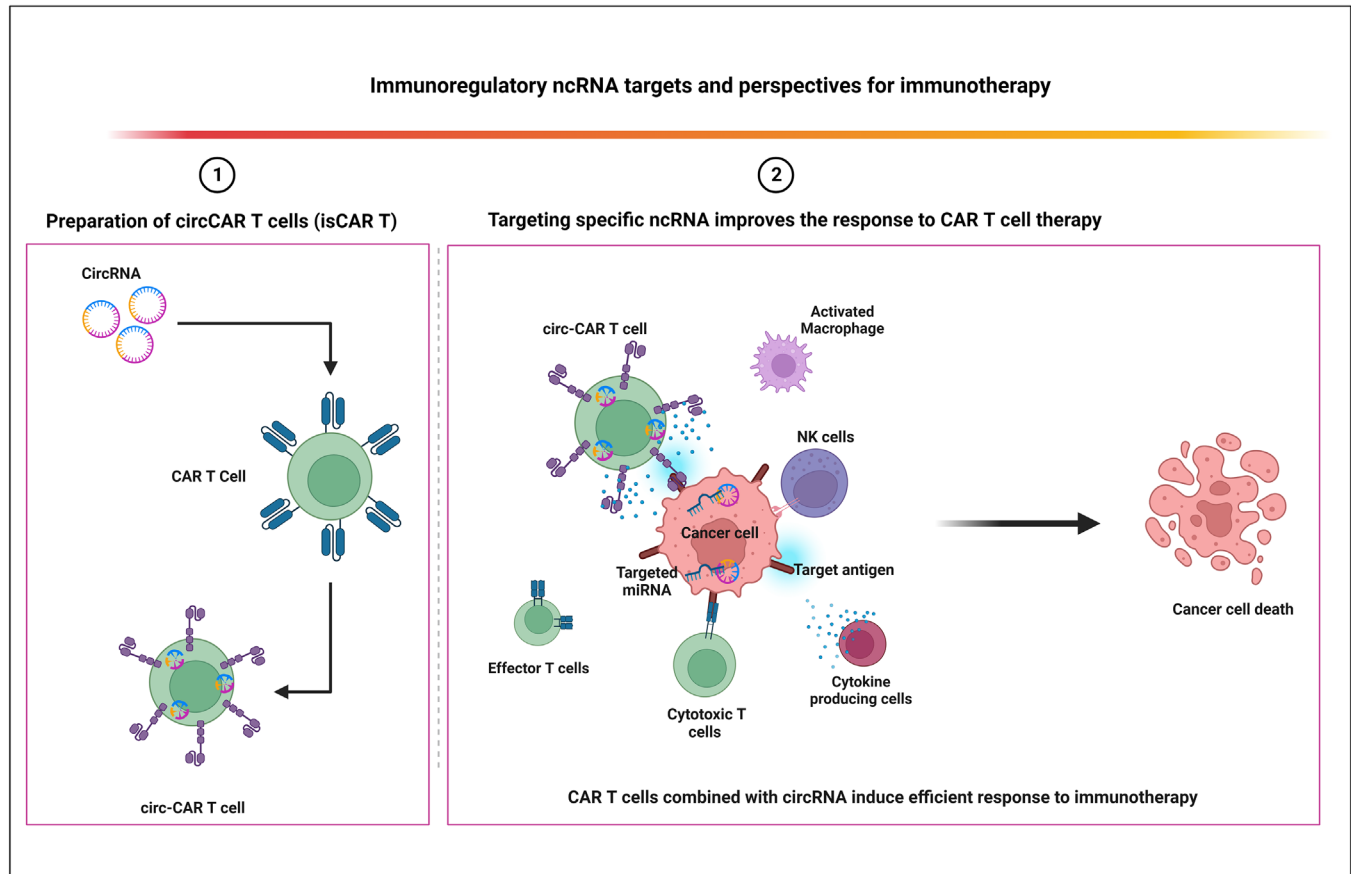 Immunoregulatory ncRNA targets and perspectives for immunotherapy
1
Preparation of circCAR T cells (isCAR T)
CircRNA
CAR T Cell
circ-CAR T cell
2
Targeting specific ncRNA improves the response to CAR T cell therapy
circ-CAR T cell
Activated
Macrophage
NK cells
Cancer cell
Targeted
miRNA
Target antigen
Effector T cells
Cytotoxic T
cells
Cytokine
producing cells
Cancer cell death
CAR T cells combined with circRNA induce efficient response to immunotherapy